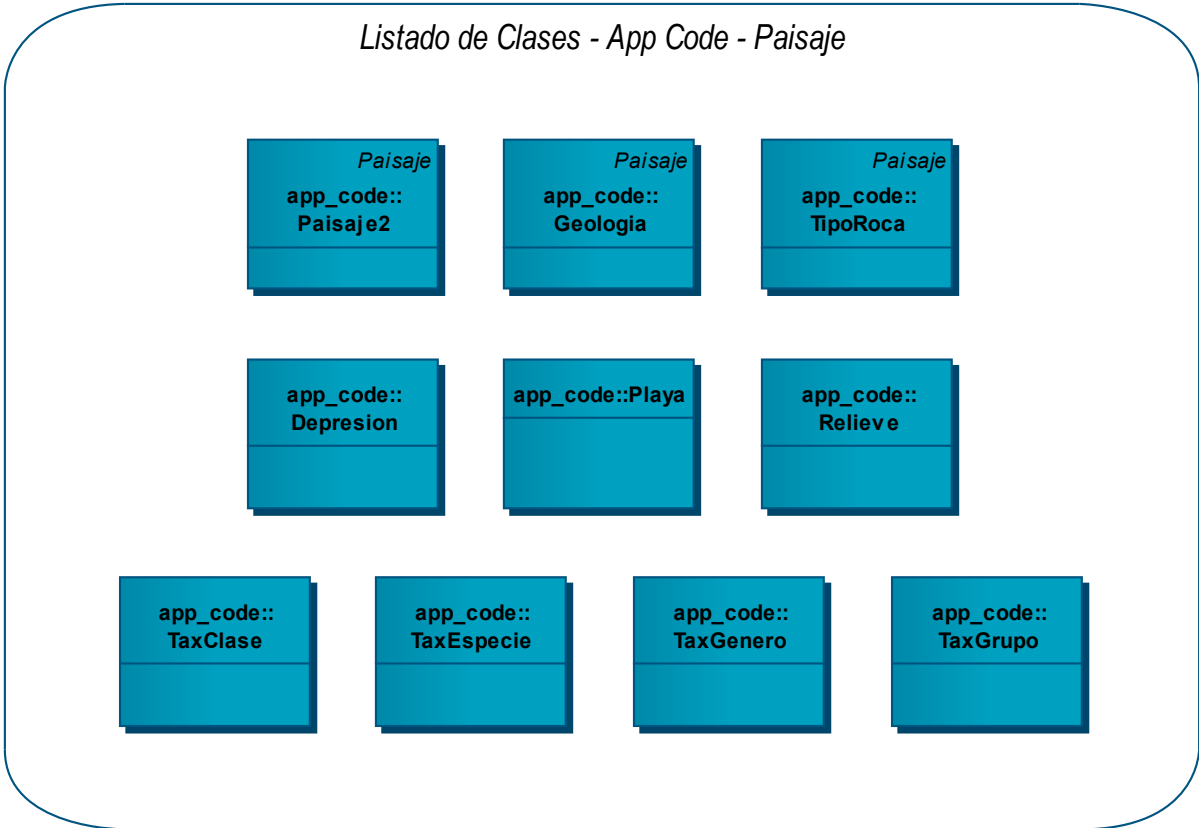 Listado de Clases - App Code - Paisaje
Paisaje
app_code::
Paisaje2
Paisaje
app_code::
Geologia
Paisaje
app_code::
TipoRoca
app_code::
Depresion
app_code::Playa
app_code::
Relieve
app_code::
TaxClase
app_code::
TaxEspecie
app_code::
TaxGenero
app_code::
TaxGrupo